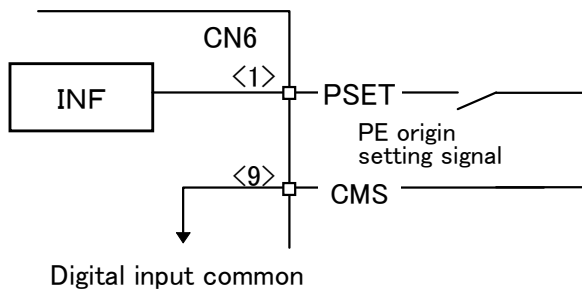 CN6
<1>
INF
PSET
PE origin
setting signal
<9>
CMS
Digital input common